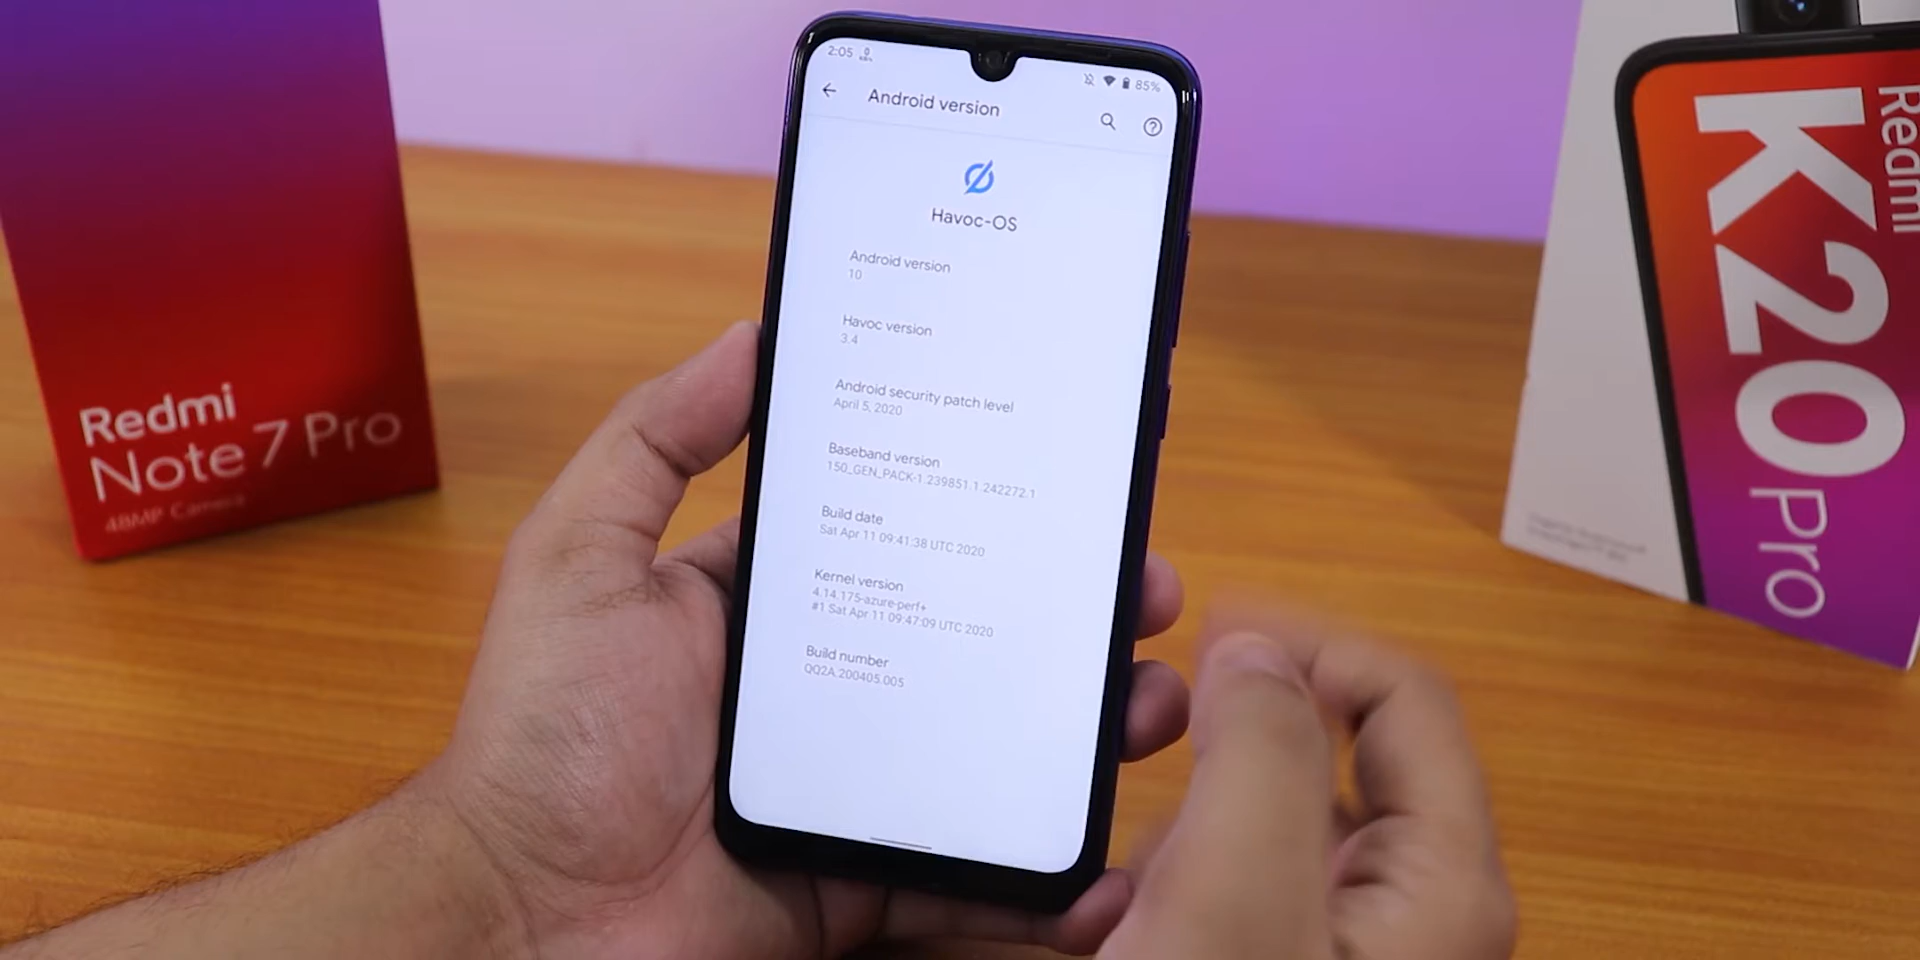 Redmi
Note 7 Pro
48MP Camera
2:05
85%
Android version
Havoc-OS
Android version
10
Havoc version
3.4
Android security patch level
April 5, 2020
Baseband version
150_GEN_PACK-1.239851.1.242272.1
Build date
Sat Apr 11 09:41:38 UTC 2020
Kernel version
4.14.175-azure-perf+
#1 Sat Apr 11 09:47:09 UTC 2020
Build number
QQ2A.200405.005
Redmi
K20
Pro